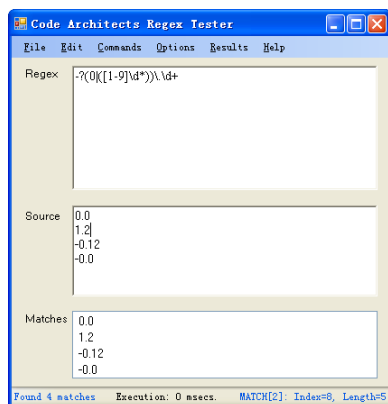 Code Architects Regex Tester
File Edit Commands Options Results Help
Regex
-?(0|([1-9]\d*))\.\d+
Source
0.0
1.2
-0.12
-0.0
Matches
0.0
1.2
-0.12
-0.0
Found 4 matches Execution: 0 msecs. MATCH[2]: Index=8, Length=5